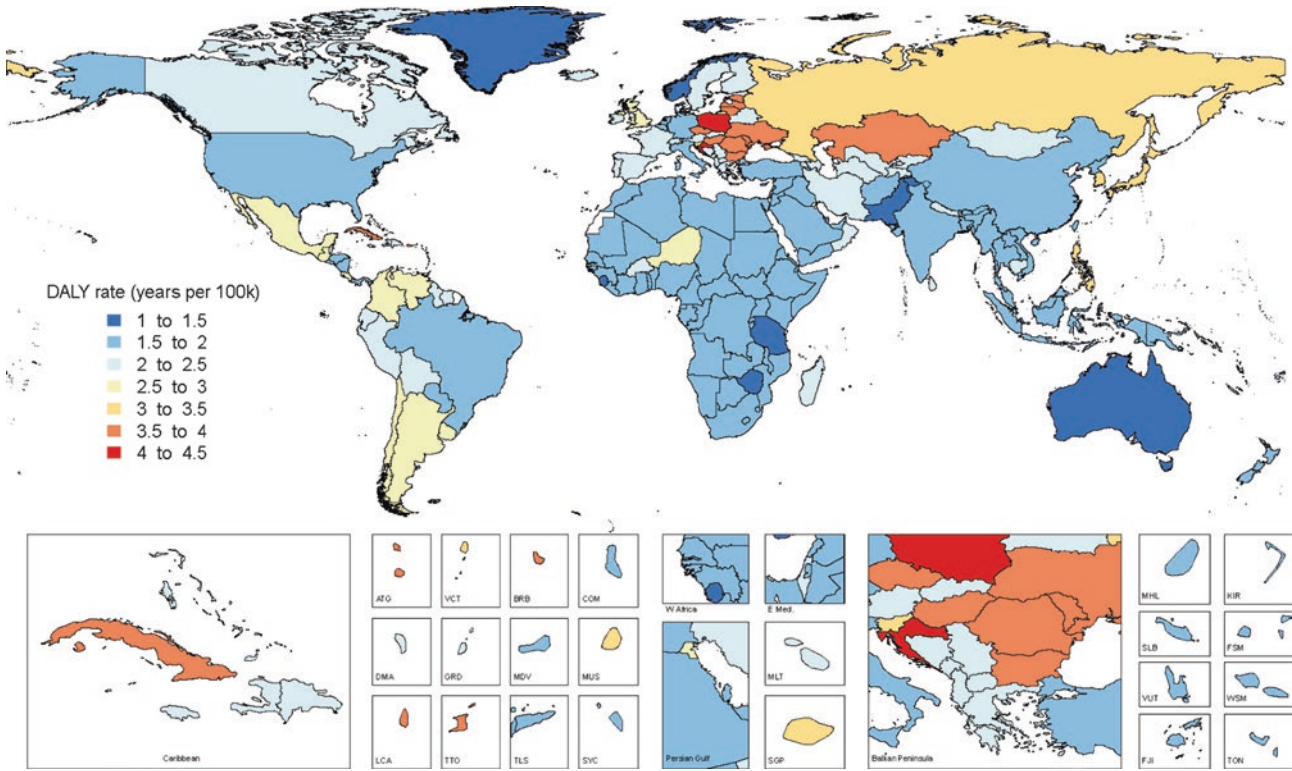 DALY rate (years per 100k)
1 to 1.5
1.5 to 2
2 to 2.5
2.5 to 3
3 to 3.5
3.5 to 4
4 to 4.5
Caribbean
ATG
VCT
BRB
COM
DMA
GRD
MDV
MUS
LCA
TTO
TLS
SYC
W Africa
E Med.
Persian Gulf
MLT
SGP
Balkan Peninsula
MHL
KIR
SLB
FSM
VUT
WSM
FJI
TON